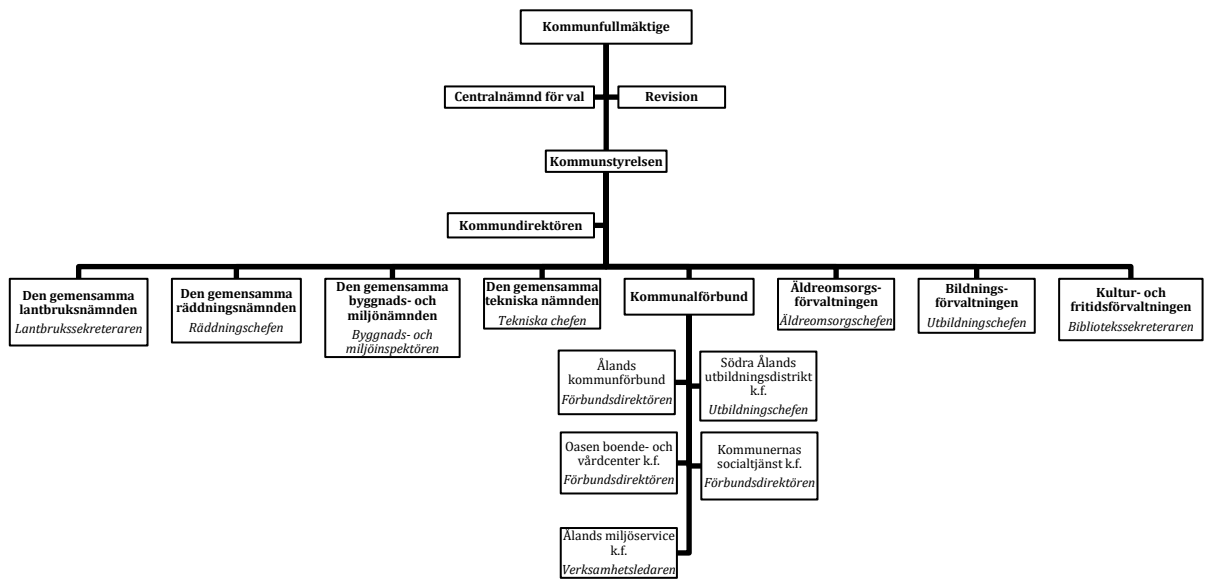 Kommunfullmäktige
Centralnämnd för val
Revision
Kommunstyrelsen
Kommundirektören
Den gemensamma
lantbruksnämnden
Lantbrukssekreteraren
Den gemensamma
räddningsnämnden
Räddningschefen
Den gemensamma
byggnads- och
miljönämnden
Byggnads- och
miljöinspektören
Den gemensamma
tekniska nämnden
Tekniska chefen
Kommunalförbund
Äldreomsorgs-
förvaltningen
Äldreomsorgschefen
Bildnings-
förvaltningen
Utbildningschefen
Kultur- och
fritidsförvaltningen
Bibliotekssekreteraren
Ålands
kommunförbund
Förbundsdirektören
Södra Ålands
utbildningsdistrikt
k.f.
Utbildningschefen
Oasen boende- och
vårdcenter k.f.
Förbundsdirektören
Kommunernas
socialtjänst k.f.
Förbundsdirektören
Ålands miljöservice
k.f.
Verksamhetsledaren